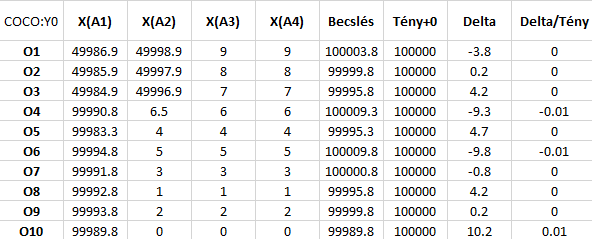 COCO:Y0 X(A1) X(A2) X(A3) X(A4) Becslés Tény+0 Delta Delta/Tény
O1 49986.9 49998.9 9 9 100003.8 100000 -3.8 0
O2 49985.9 49997.9 8 8 99999.8 100000 0.2 0
O3 49984.9 49996.9 7 7 99995.8 100000 4.2 0
O4 99990.8 6.5 6 6 100009.3 100000 -9.3 -0.01
O5 99983.3 4 4 4 99995.3 100000 4.7 0
O6 99994.8 5 5 5 100009.8 100000 -9.8 -0.01
O7 99991.8 3 3 3 100000.8 100000 -0.8 0
O8 99992.8 1 1 1 99995.8 100000 4.2 0
O9 99993.8 2 2 2 99999.8 100000 0.2 0
O10 99989.8 0 0 0 99989.8 100000 10.2 0.01